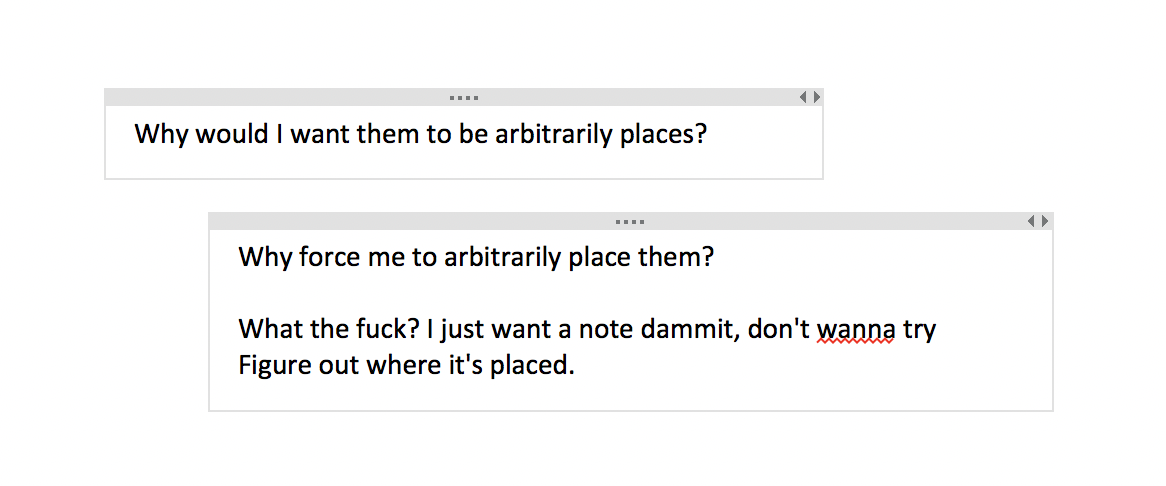 Why would I want them to be arbitrarily places?
Why force me to arbitrarily place them?
What the fuck? I just want a note dammit, don't wanna try
Figure out where it's placed.